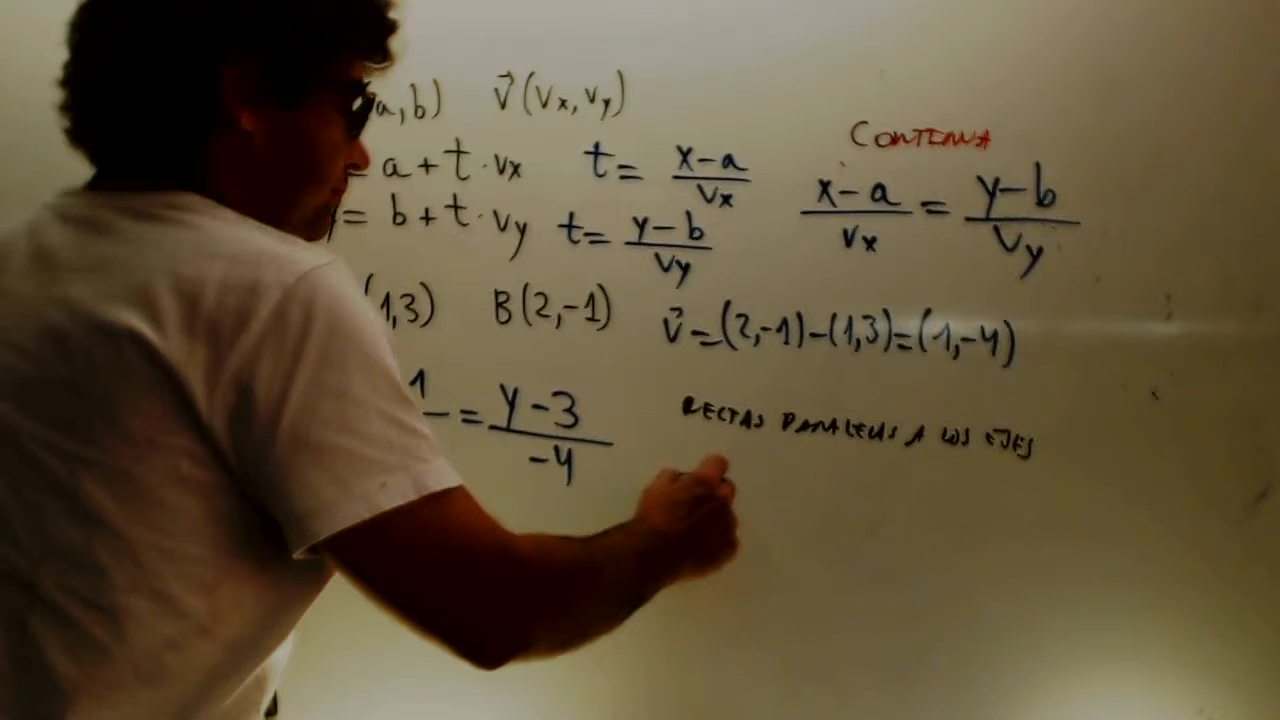 a,b) v⃗(vx,vy)
CONTINUA
= a+t·vx t= x-a/vx
x-a/vx = y-b/vy
y= b+t·vy t= y-b/vy
(1,3) B(2,-1) v⃗=(2,-1)-(1,3)=(1,-4)
1/ = y-3/-4
RECTAS PARALELAS A LOS EJES